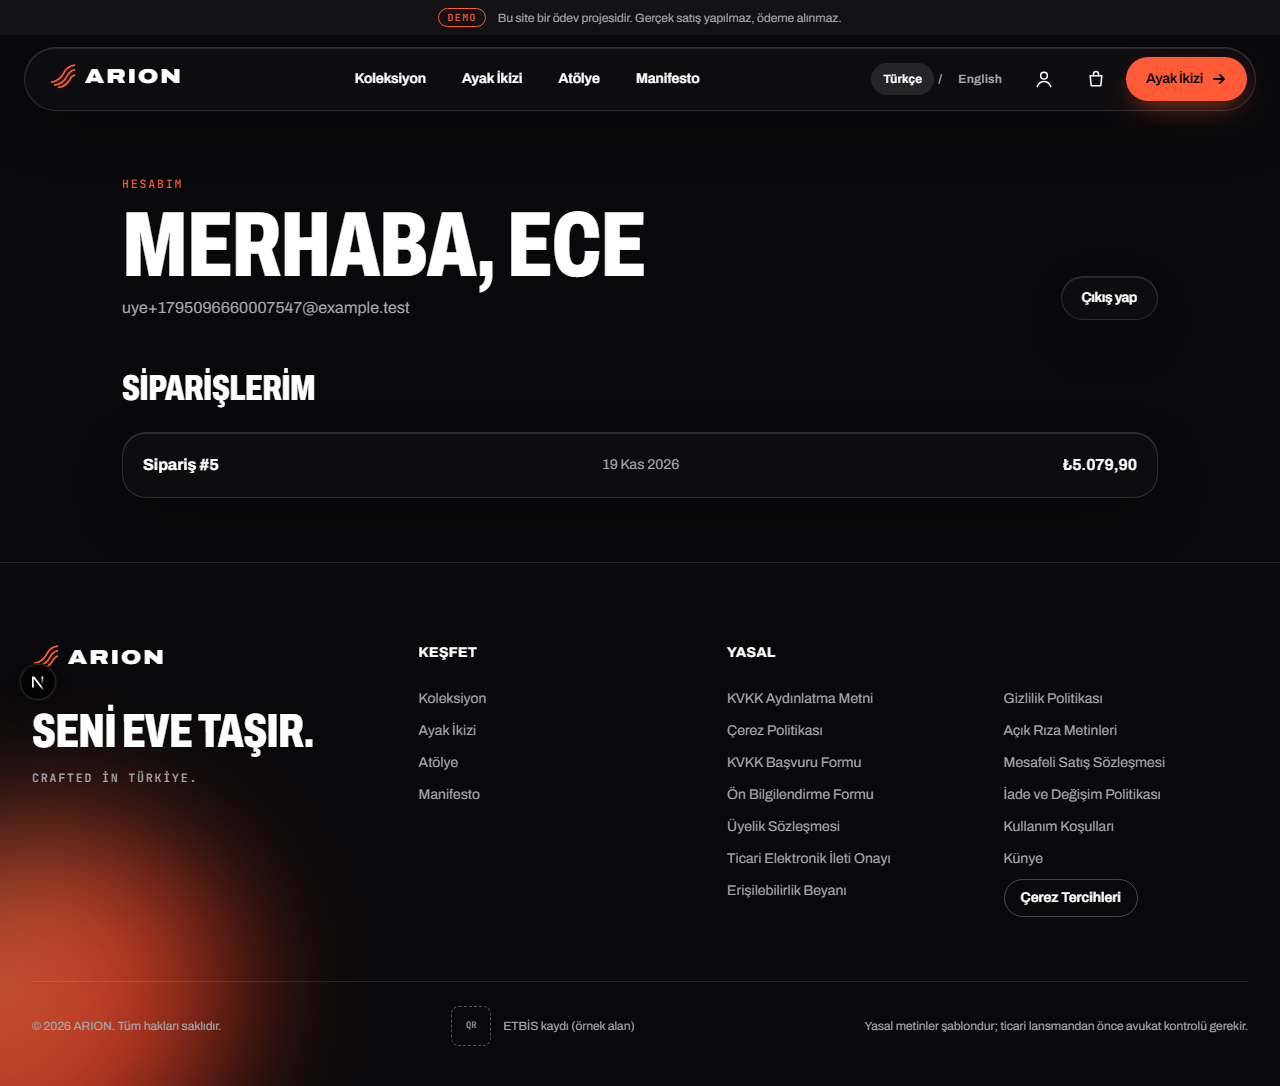 DEMO Bu site bir ödev projesidir. Gerçek satış yapılmaz, ödeme alınmaz.
ARION Koleksiyon Ayak İkizi Atölye Manifesto Türkçe / English Ayak İkizi
HESABIM
MERHABA, ECE
uye+1795096660007547@example.test
Çıkış yap
SİPARİŞLERİM
Sipariş #5 19 Kas 2026 ₺5.079,90
ARION
N
SENİ EVE TAŞIR.
CRAFTED İN TÜRKİYE.
KEŞFET
Koleksiyon
Ayak İkizi
Atölye
Manifesto
YASAL
KVKK Aydınlatma Metni
Çerez Politikası
KVKK Başvuru Formu
Ön Bilgilendirme Formu
Üyelik Sözleşmesi
Ticari Elektronik İleti Onayı
Erişilebilirlik Beyanı
Gizlilik Politikası
Açık Rıza Metinleri
Mesafeli Satış Sözleşmesi
İade ve Değişim Politikası
Kullanım Koşulları
Künye
Çerez Tercihleri
© 2026 ARION. Tüm hakları saklıdır.
QR ETBİS kaydı (örnek alan)
Yasal metinler şablondur; ticari lansmandan önce avukat kontrolü gerekir.